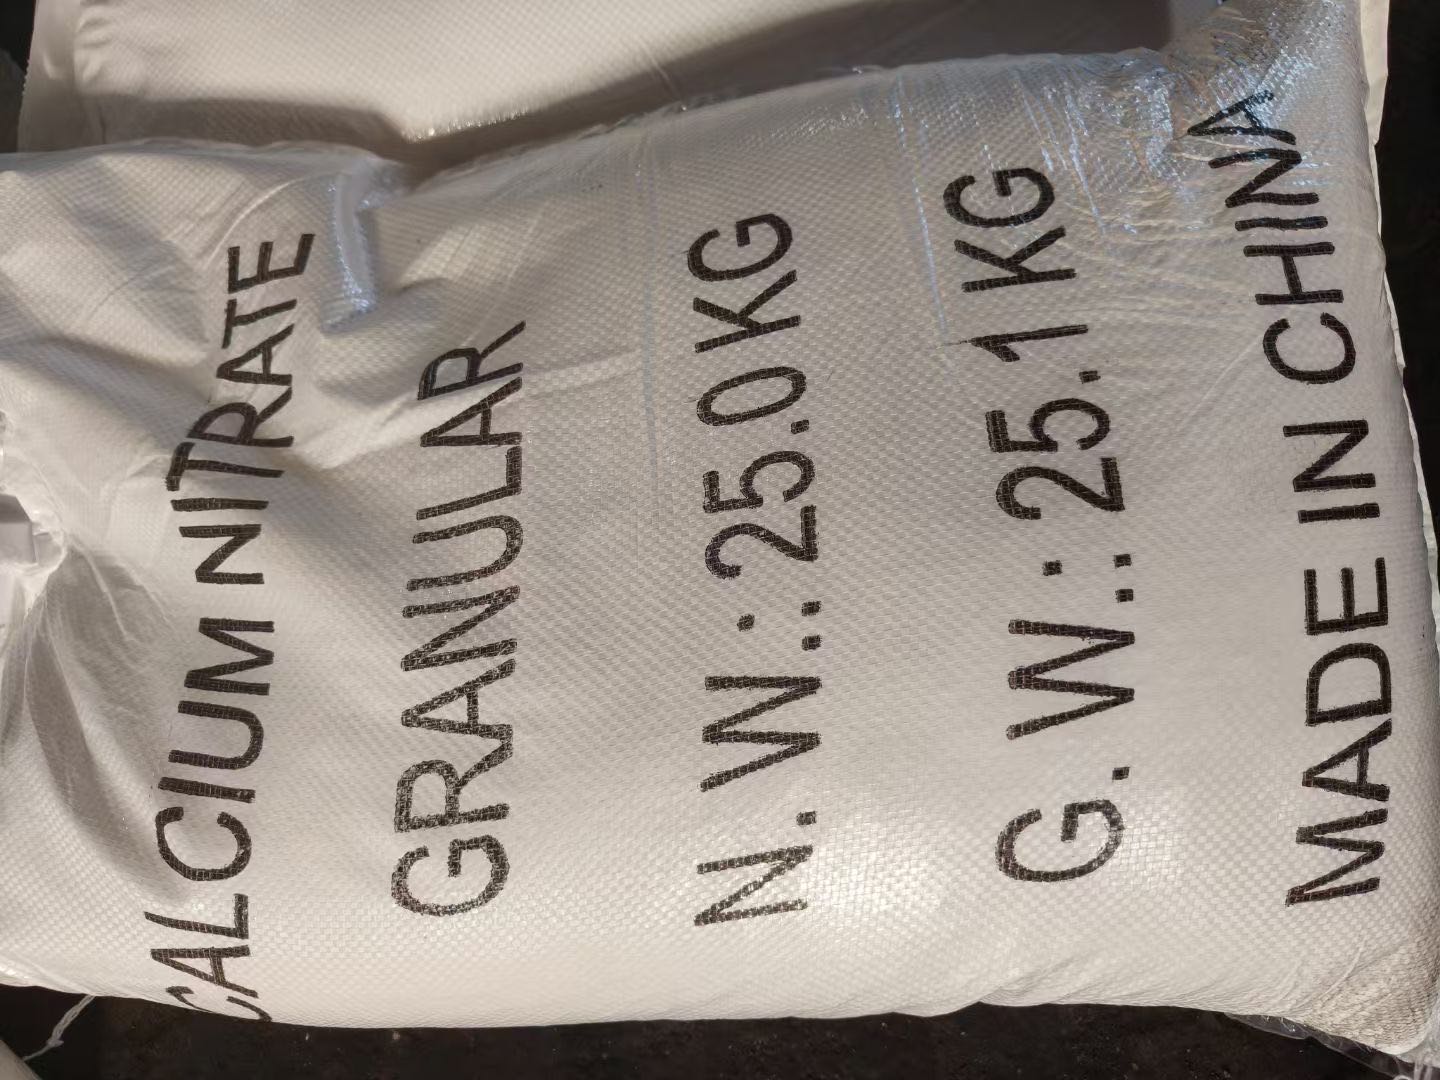 CALCIUM NITRATE
GRANULAR
N. W.: 25.0KG
G. W.: 25.1KG
MADE IN CHINA